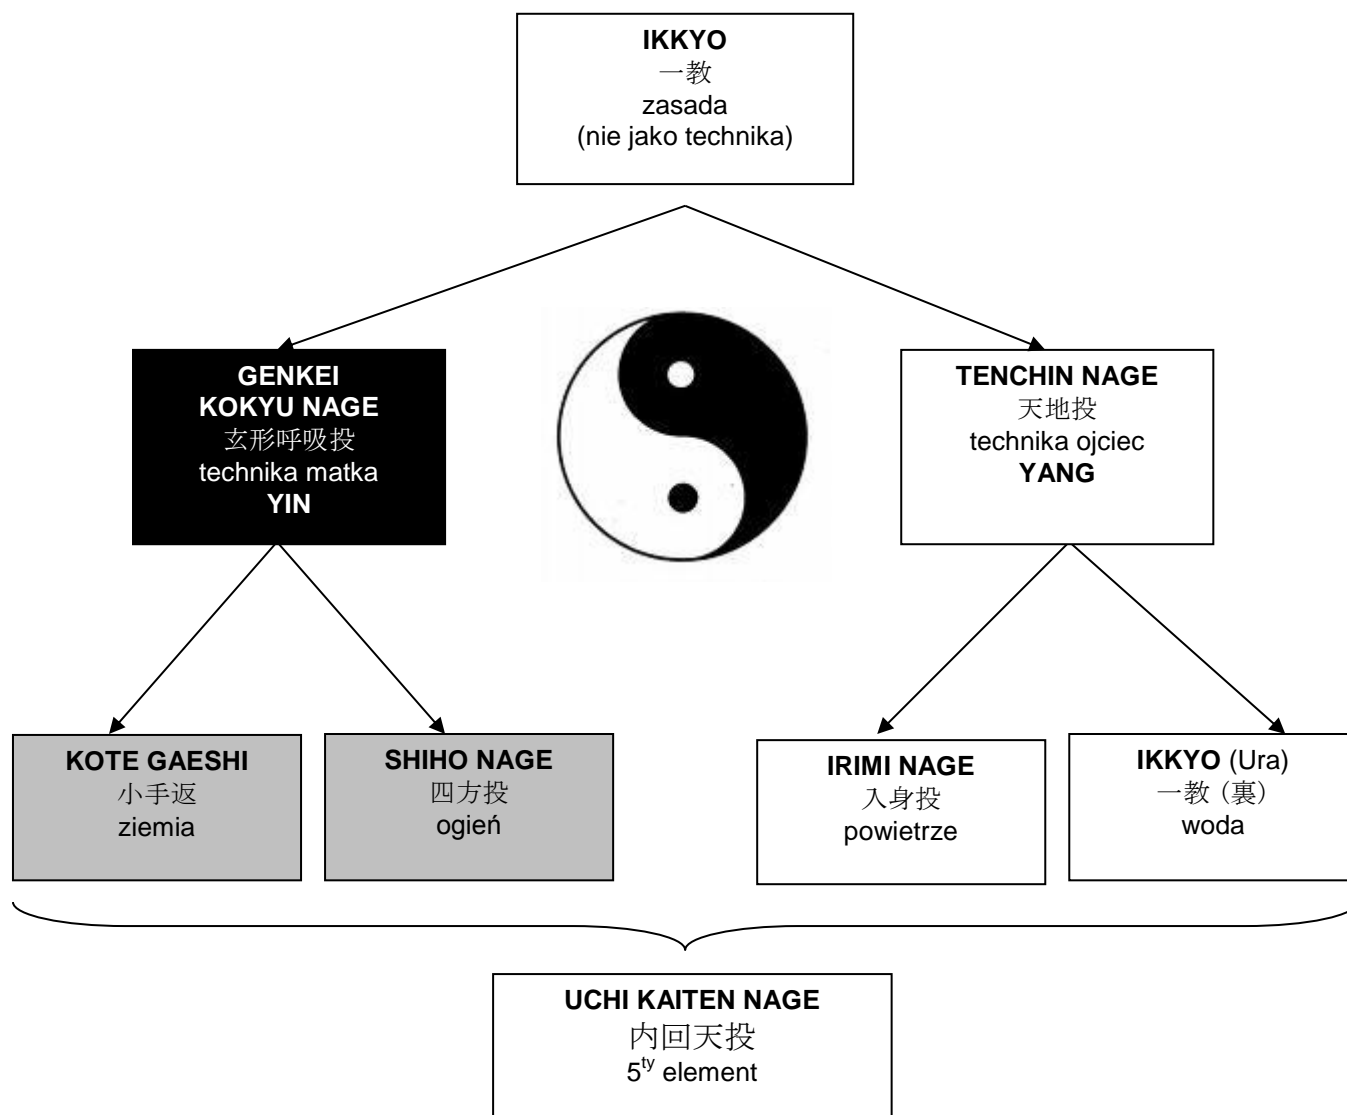 IKKYO
一教
zasada
(nie jako technika)
GENKEI
KOKYU NAGE
玄形呼吸投
technika matka
YIN
TENCHIN NAGE
天地投
technika ojciec
YANG
KOTE GAESHI
小手返
ziemia
SHIHO NAGE
四方投
ogień
IRIMI NAGE
入身投
powietrze
IKKYO (Ura)
一教（裏）
woda
UCHI KAITEN NAGE
内回天投
5ty element